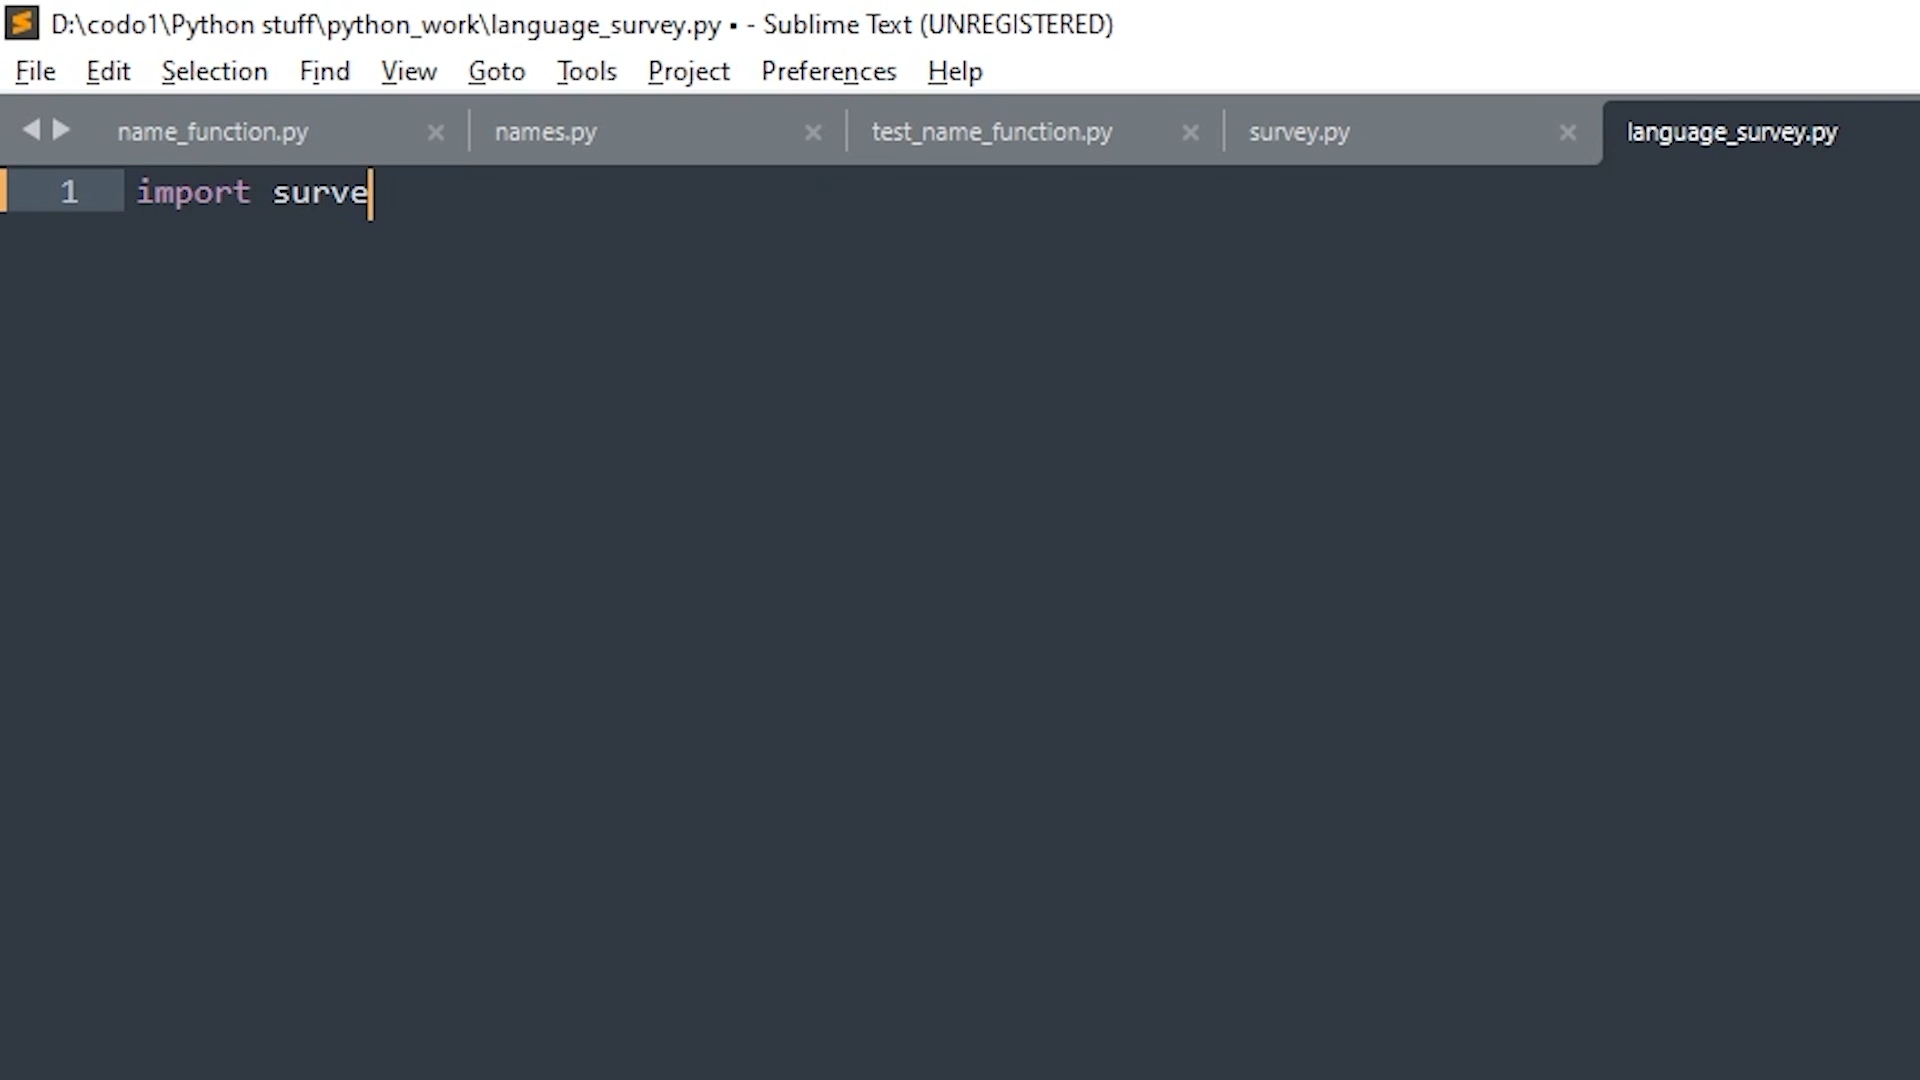 D:\codo1\Python stuff\python_work\language_survey.py • - Sublime Text (UNREGISTERED)
File Edit Selection Find View Goto Tools Project Preferences Help
name_function.py names.py test_name_function.py survey.py language_survey.py
1 import surve